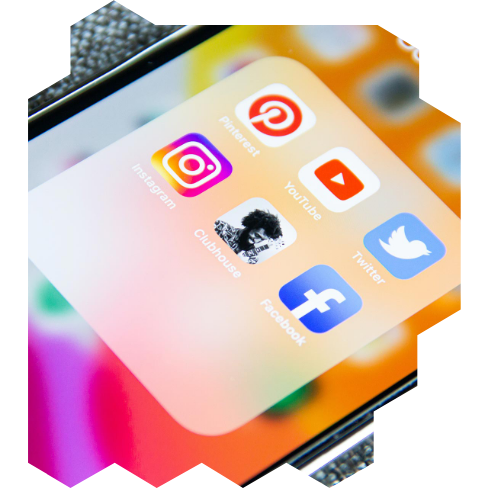 Pinterest
YouTube
Twitter
Instagram
Clubhouse
Facebook